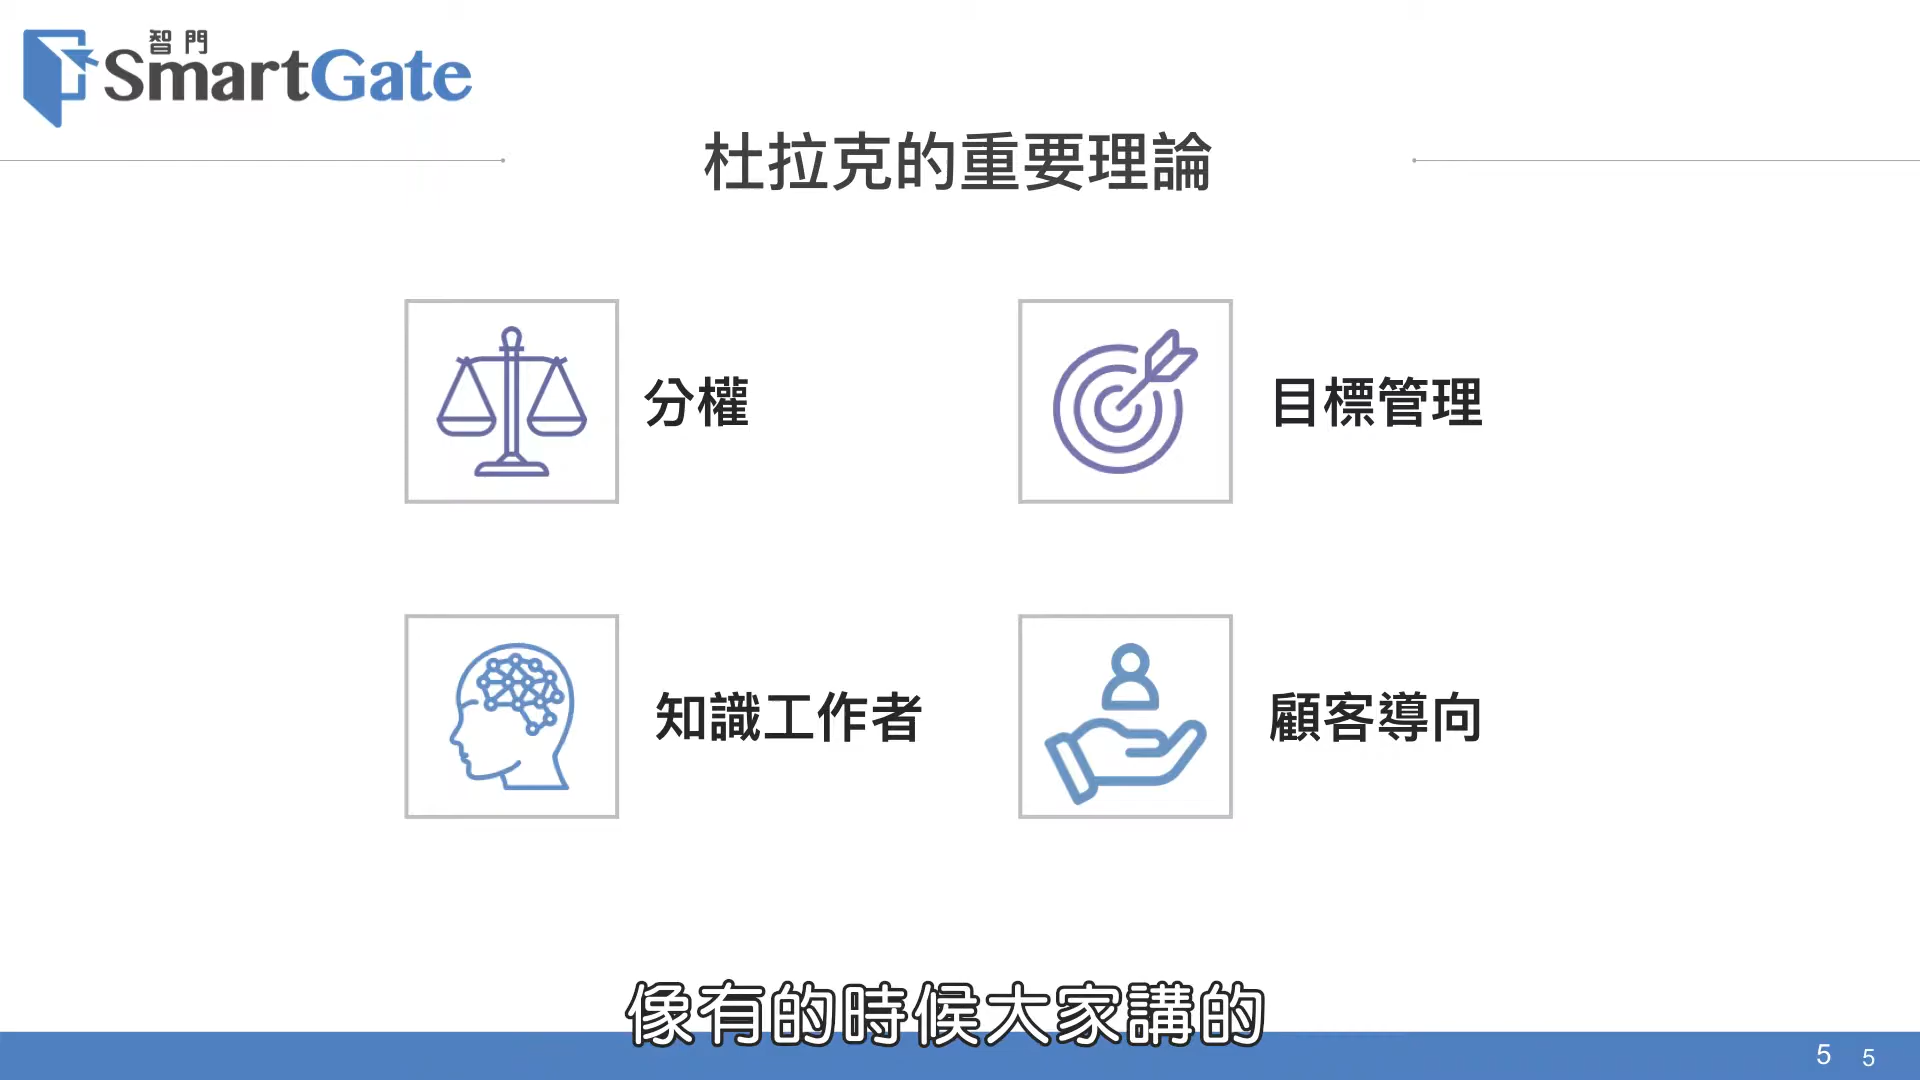 智門
SmartGate
杜拉克的重要理論
分權
目標管理
知識工作者
顧客導向
像有的時候大家講的
5 5